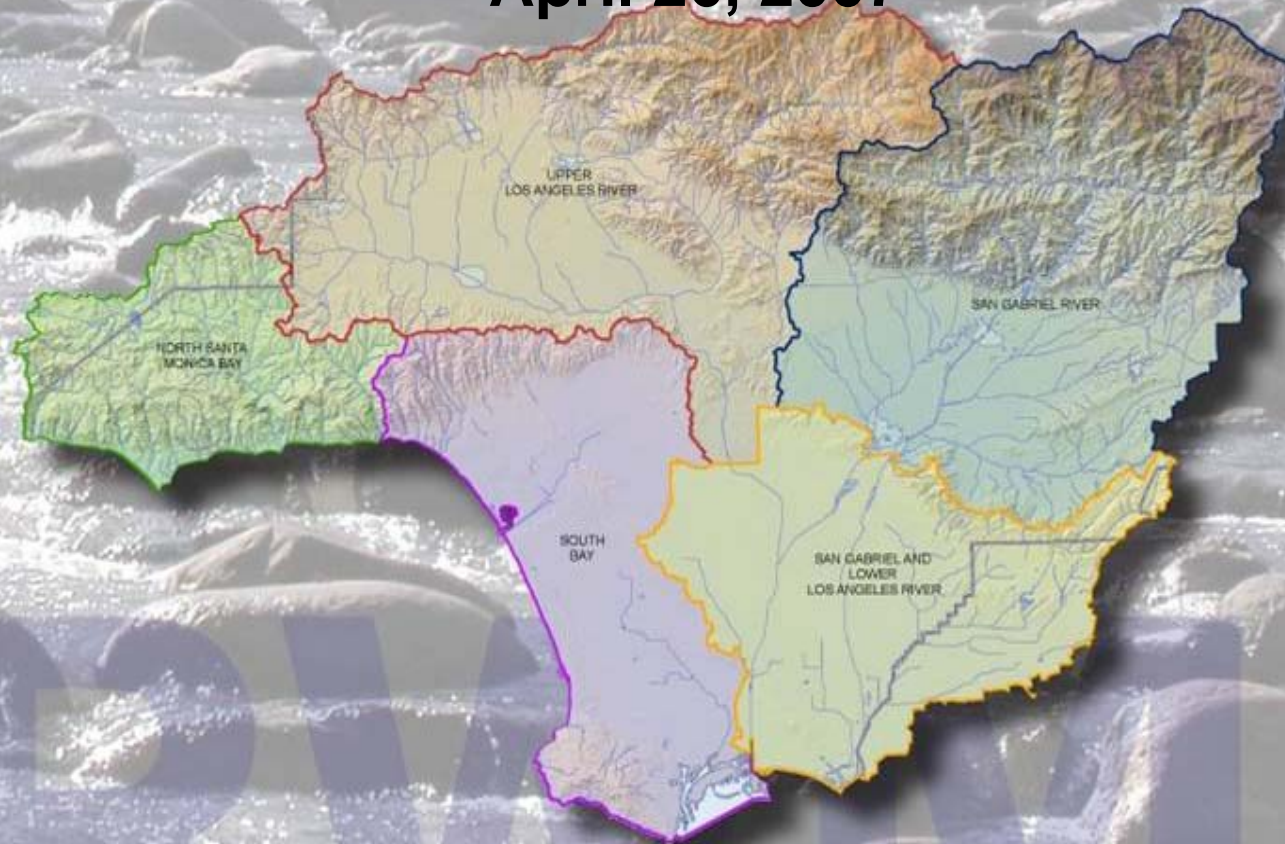 UPPER
LOS ANGELES RIVER
SAN GABRIEL RIVER
NORTH SANTA
MONICA BAY
SOUTH
BAY
SAN GABRIEL AND
LOWER
LOS ANGELES RIVER